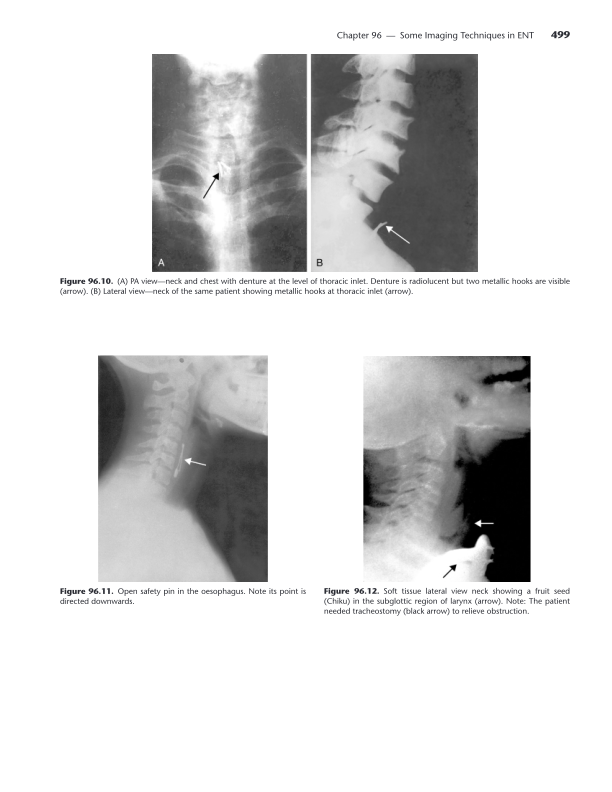 Chapter 96 — Some Imaging Techniques in ENT 499
A
B
Figure 96.10. (A) PA view—neck and chest with denture at the level of thoracic inlet. Denture is radiolucent but two metallic hooks are visible
(arrow). (B) Lateral view—neck of the same patient showing metallic hooks at thoracic inlet (arrow).
Figure 96.11. Open safety pin in the oesophagus. Note its point is
directed downwards.
Figure 96.12. Soft tissue lateral view neck showing a fruit seed
(Chiku) in the subglottic region of larynx (arrow). Note: The patient
needed tracheostomy (black arrow) to relieve obstruction.